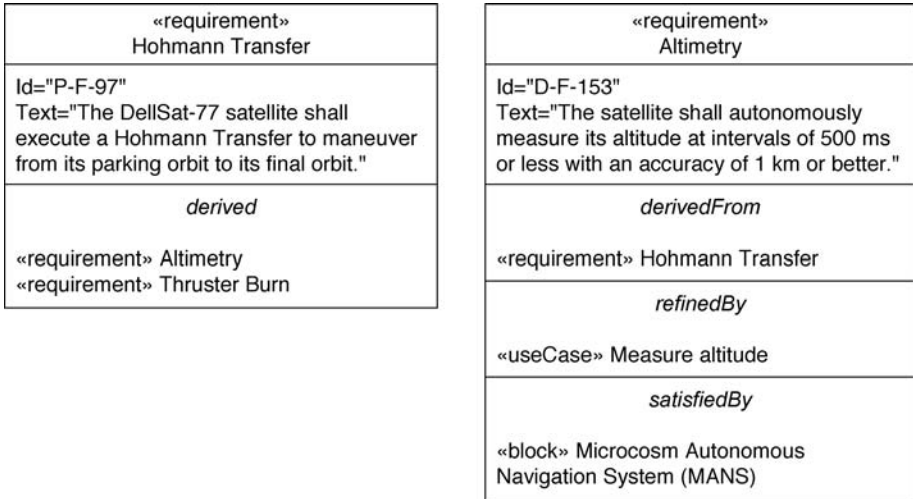 «requirement»
Hohmann Transfer
Id="P-F-97"
Text="The DellSat-77 satellite shall
execute a Hohmann Transfer to maneuver
from its parking orbit to its final orbit."
derived
«requirement» Altimetry
«requirement» Thruster Burn
«requirement»
Altimetry
Id="D-F-153"
Text="The satellite shall autonomously
measure its altitude at intervals of 500 ms
or less with an accuracy of 1 km or better."
derivedFrom
«requirement» Hohmann Transfer
refinedBy
«useCase» Measure altitude
satisfiedBy
«block» Microcosm Autonomous
Navigation System (MANS)